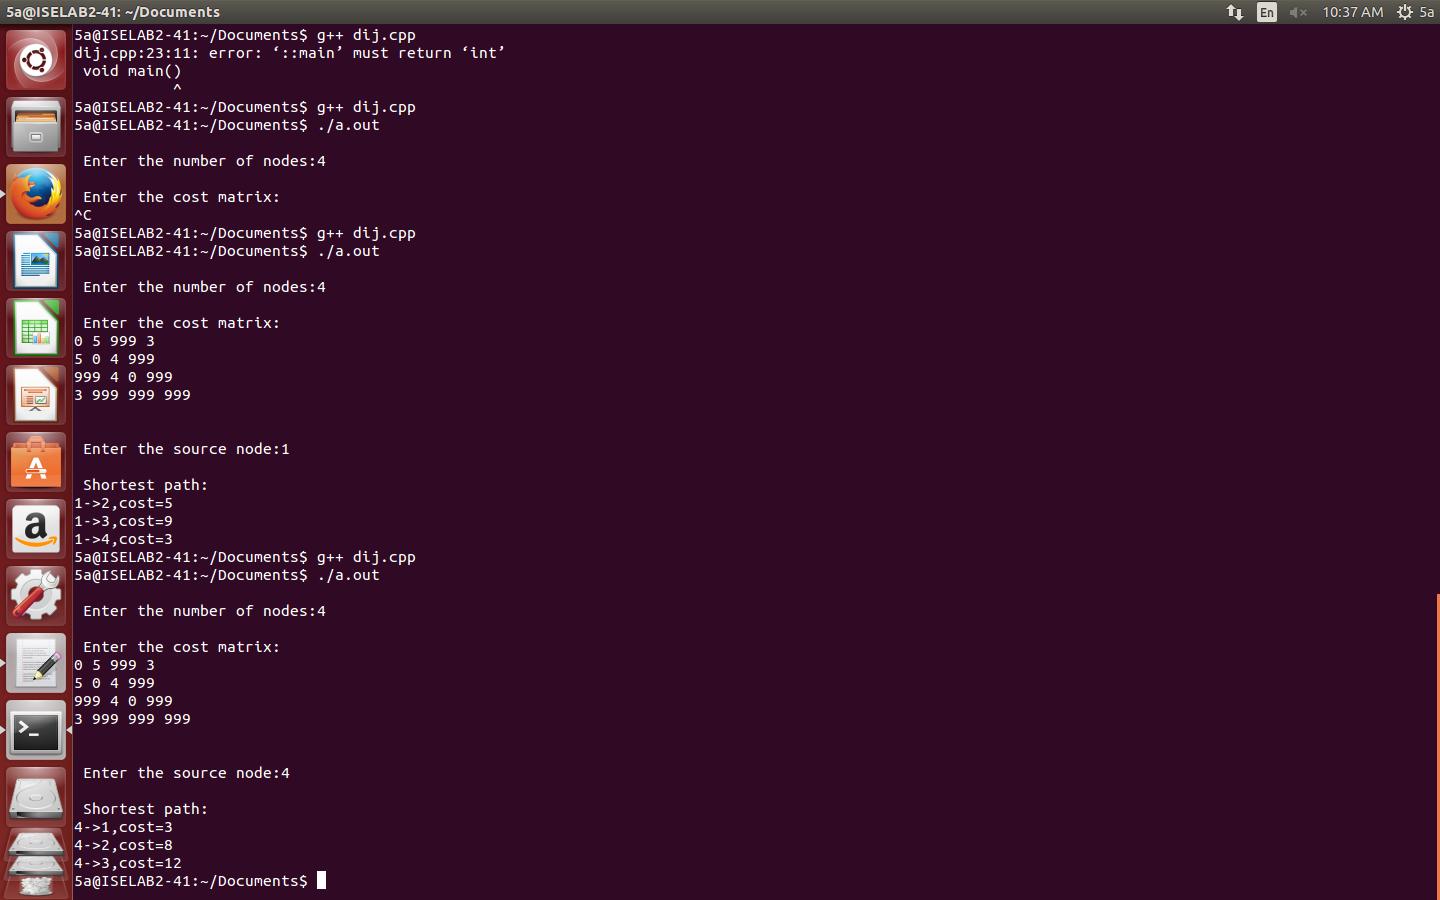 5a@ISELAB2-41: ~/Documents
En
10:37 AM
5a
5a@ISELAB2-41:~/Documents$ g++ dij.cpp
dij.cpp:23:11: error: ‘::main’ must return ‘int’
void main()
^
5a@ISELAB2-41:~/Documents$ g++ dij.cpp
5a@ISELAB2-41:~/Documents$ ./a.out
Enter the number of nodes:4
Enter the cost matrix:
^C
5a@ISELAB2-41:~/Documents$ g++ dij.cpp
5a@ISELAB2-41:~/Documents$ ./a.out
Enter the number of nodes:4
Enter the cost matrix:
0 5 999 3
5 0 4 999
999 4 0 999
3 999 999 999
Enter the source node:1
Shortest path:
1->2,cost=5
1->3,cost=9
1->4,cost=3
5a@ISELAB2-41:~/Documents$ g++ dij.cpp
5a@ISELAB2-41:~/Documents$ ./a.out
Enter the number of nodes:4
Enter the cost matrix:
0 5 999 3
5 0 4 999
999 4 0 999
3 999 999 999
Enter the source node:4
Shortest path:
4->1,cost=3
4->2,cost=8
4->3,cost=12
5a@ISELAB2-41:~/Documents$